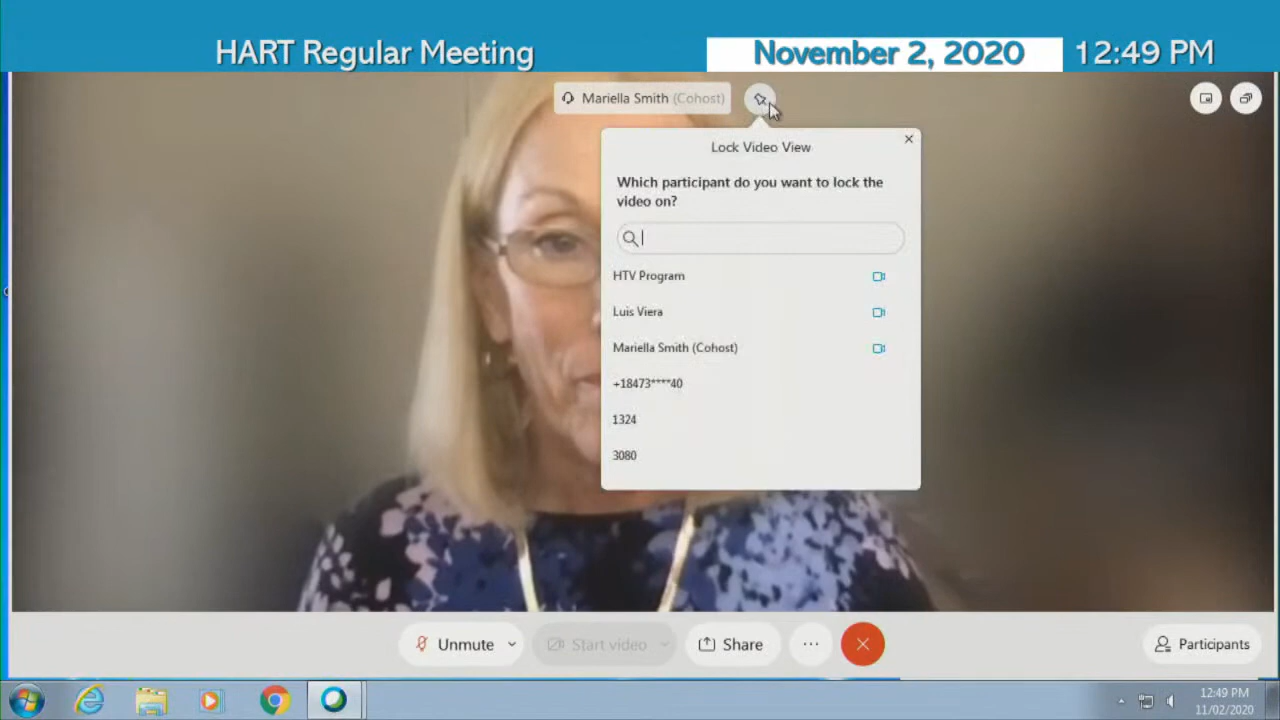 HART Regular Meeting
November 2, 2020
12:49 PM
Mariella Smith (Cohost)
Lock Video View
Which participant do you want to lock the
video on?
HTV Program
Luis Viera
Mariella Smith (Cohost)
+18473****40
1324
3080
Unmute
Start video
Share
Participants
12:49 PM
11/02/2020